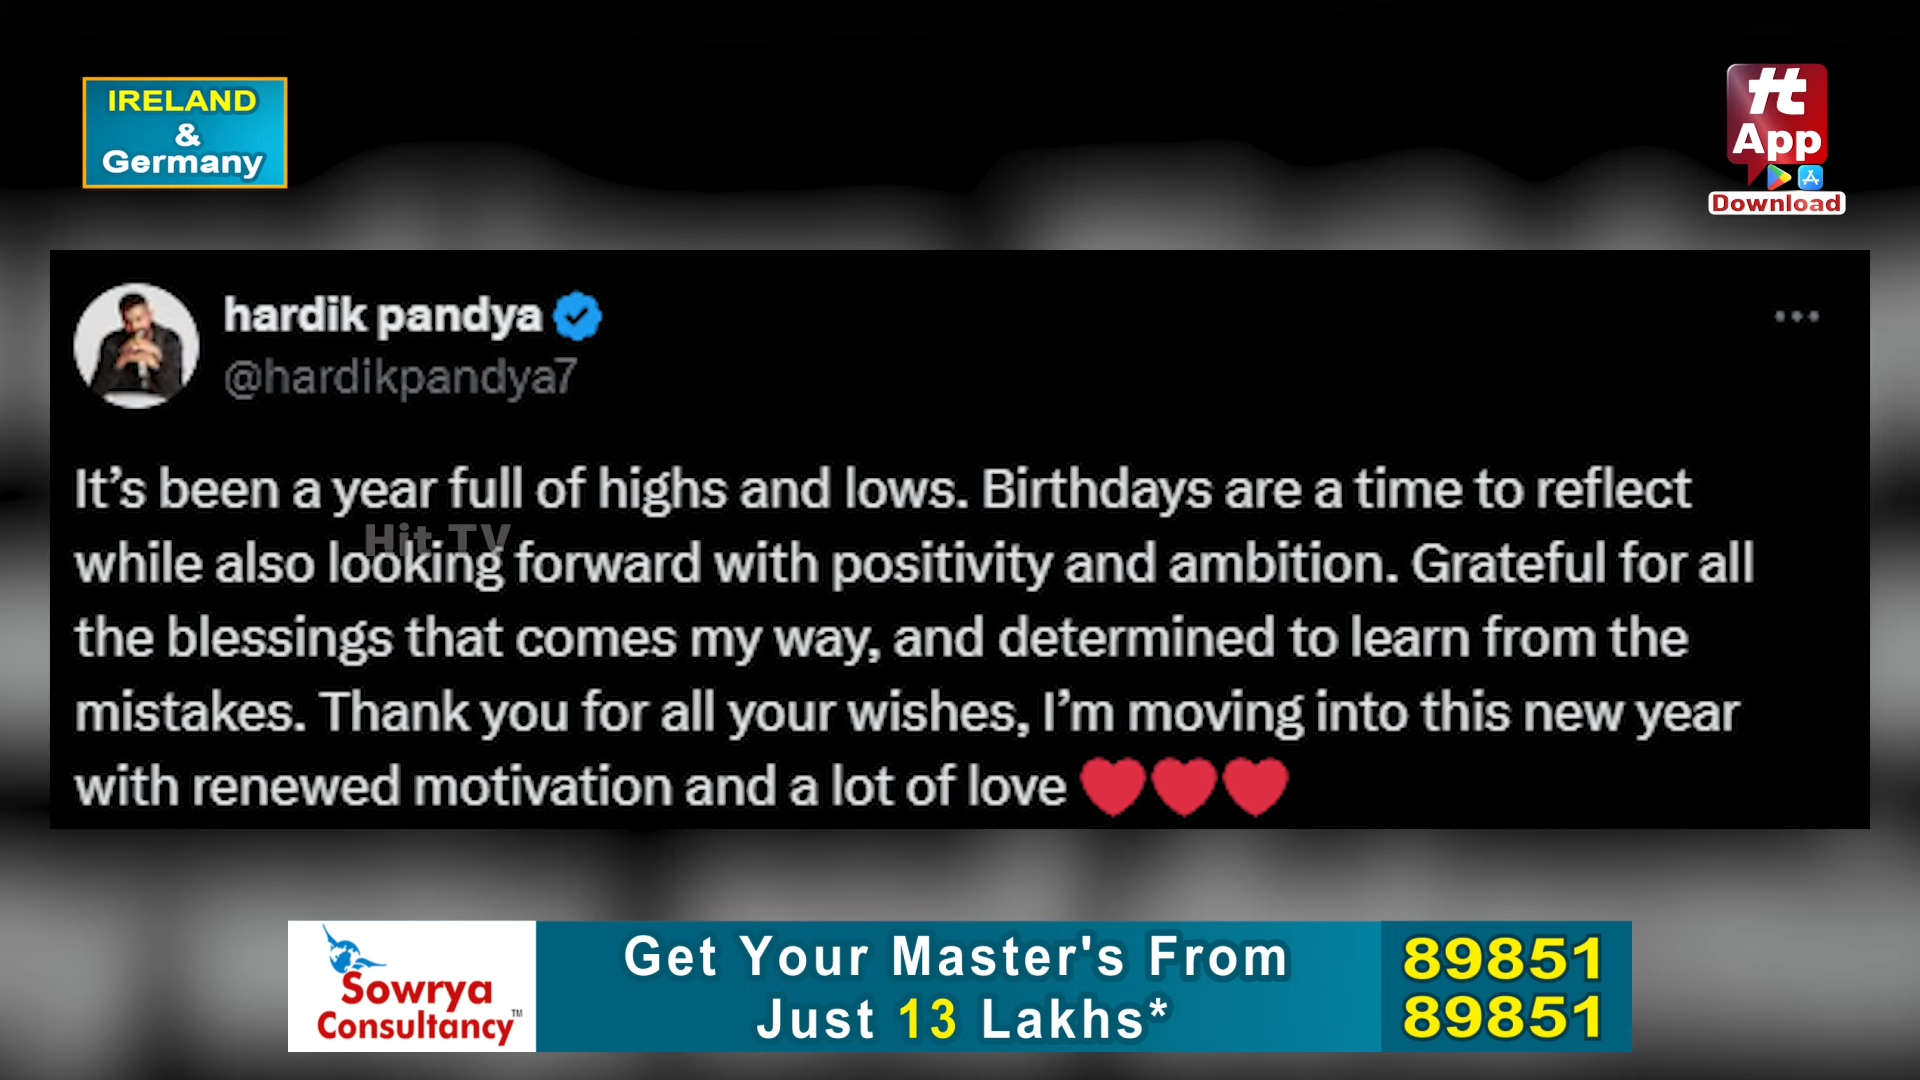 IRELAND
&
Germany
tt
App
Download
hardik pandya
@hardikpandya7
It’s been a year full of highs and lows. Birthdays are a time to reflect
while also looking forward with positivity and ambition. Grateful for all
the blessings that comes my way, and determined to learn from the
mistakes. Thank you for all your wishes, I’m moving into this new year
with renewed motivation and a lot of love ❤❤❤
Hit TV
Sowrya
Consultancy™
Get Your Master's From
Just 13 Lakhs*
89851
89851